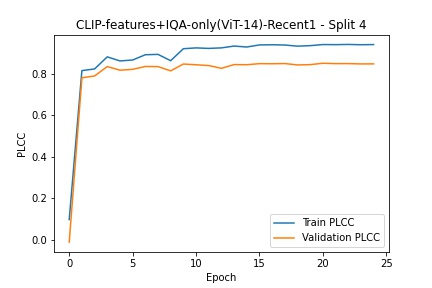 CLIP-features+IQA-only(ViT-14)-Recent1 - Split 4
PLCC
0.8
0.6
0.4
0.2
0.0
Train PLCC
Validation PLCC
0 5 10 15 20 25
Epoch